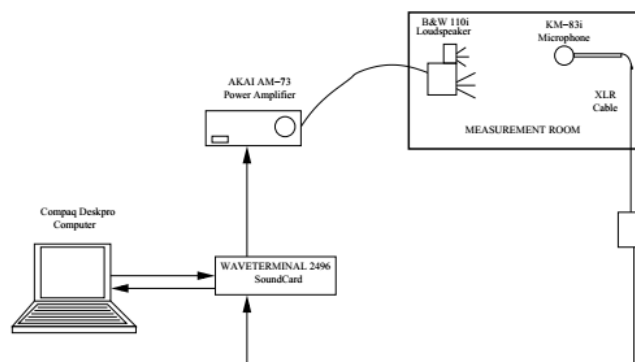 B&W 110i
Loudspeaker
KM-83i
Microphone
AKAI AM-73
Power Amplifier
XLR
Cable
MEASUREMENT ROOM
Compaq Deskpro
Computer
WAVETERMINAL 2496
SoundCard